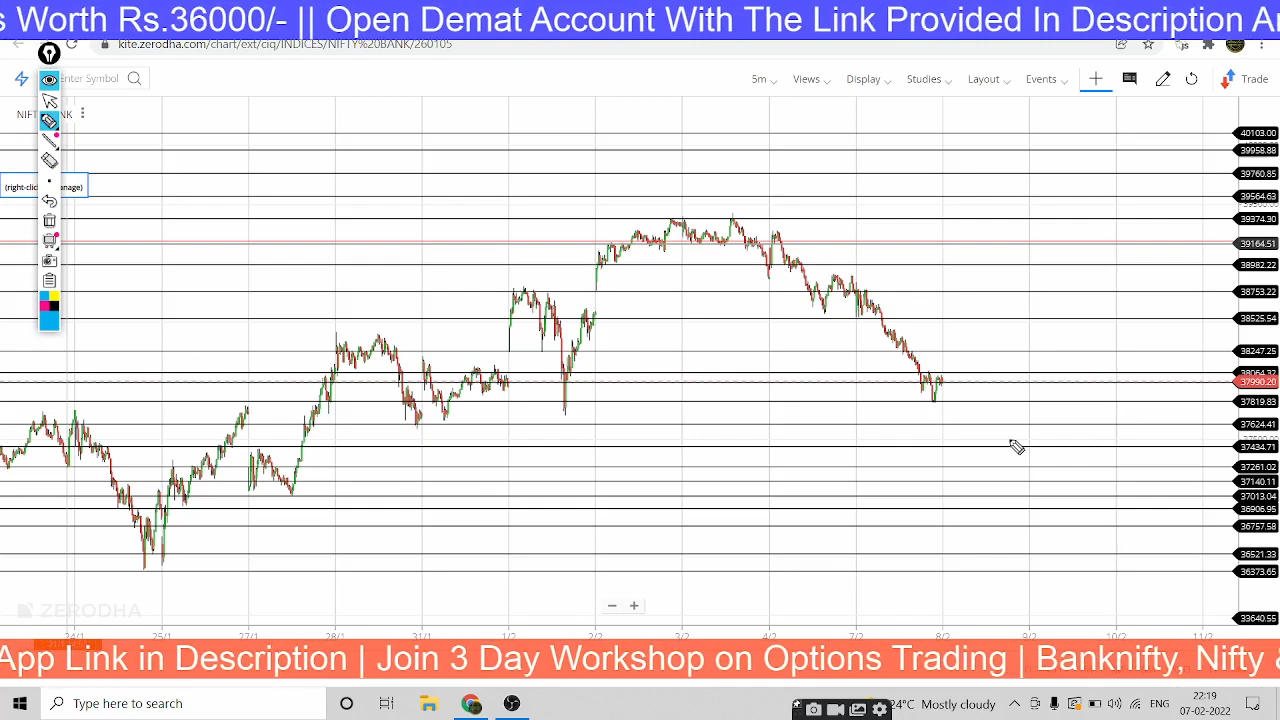 s Worth Rs.36000/- || Open Demat Account With The Link Provided In Description A
kite.zerodha.com/chart/ext/ciq/INDICES/NIFTY%20BANK/260105
Enter Symbol
5m
Views
Display
Studies
Layout
Events
Trade
(right-clic
anage)
40103.00
39958.88
39760.85
39564.63
39374.30
39164.51
38982.22
38753.22
38525.54
38247.25
38064.32
37990.20
37819.83
37624.41
37434.71
37261.02
37140.11
37013.04
36906.95
36757.58
36521.33
36373.65
33640.55
ZERODHA
24/1 25/1 27/1 28/1 31/1 1/2 2/2 3/2 4/2 7/2 8/2 9/2 10/2 11/2
App Link in Description | Join 3 Day Workshop on Options Trading | Banknifty, Nifty &
Type here to search
24°C Mostly cloudy
ENG
22:19
07-02-2022